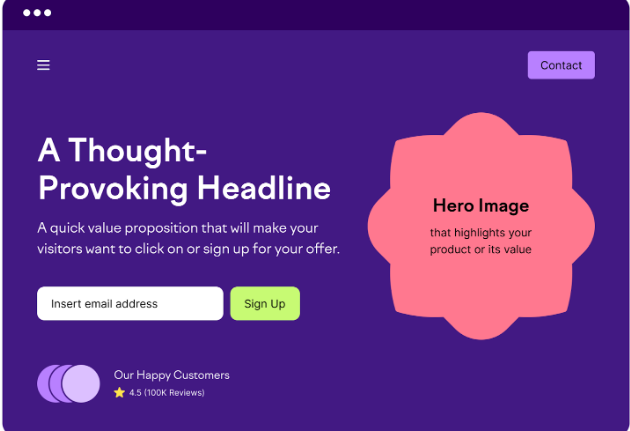 Contact
A Thought-
Provoking Headline
A quick value proposition that will make your
visitors want to click on or sign up for your offer.
Insert email address
Sign Up
Hero Image
that highlights your
product or its value
Our Happy Customers
4.5 (100K Reviews)